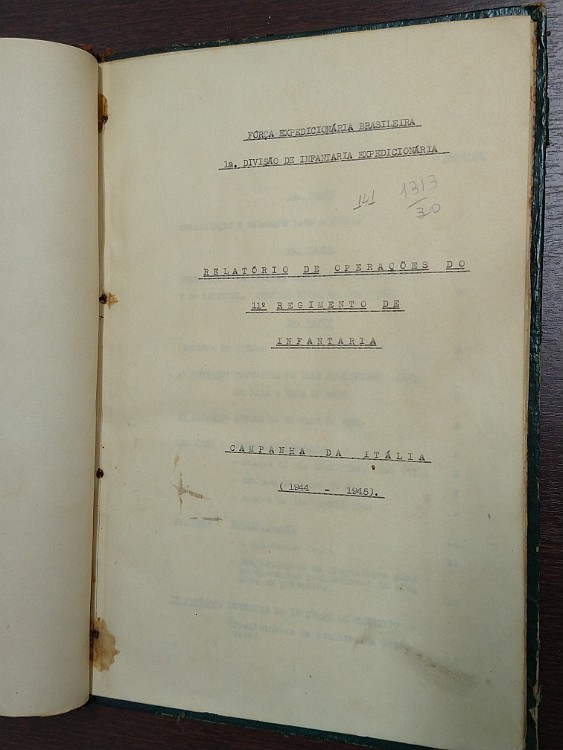 FÔRÇA EXPEDICIONÁRIA BRASILEIRA
1a. DIVISÃO DE INFANTARIA EXPEDICIONÁRIA
141 1313
/30
RELATÓRIO DE OPERAÇÕES DO
11º REGIMENTO DE
INFANTARIA
CAMPANHA DA ITÁLIA
(1944 - 1945).